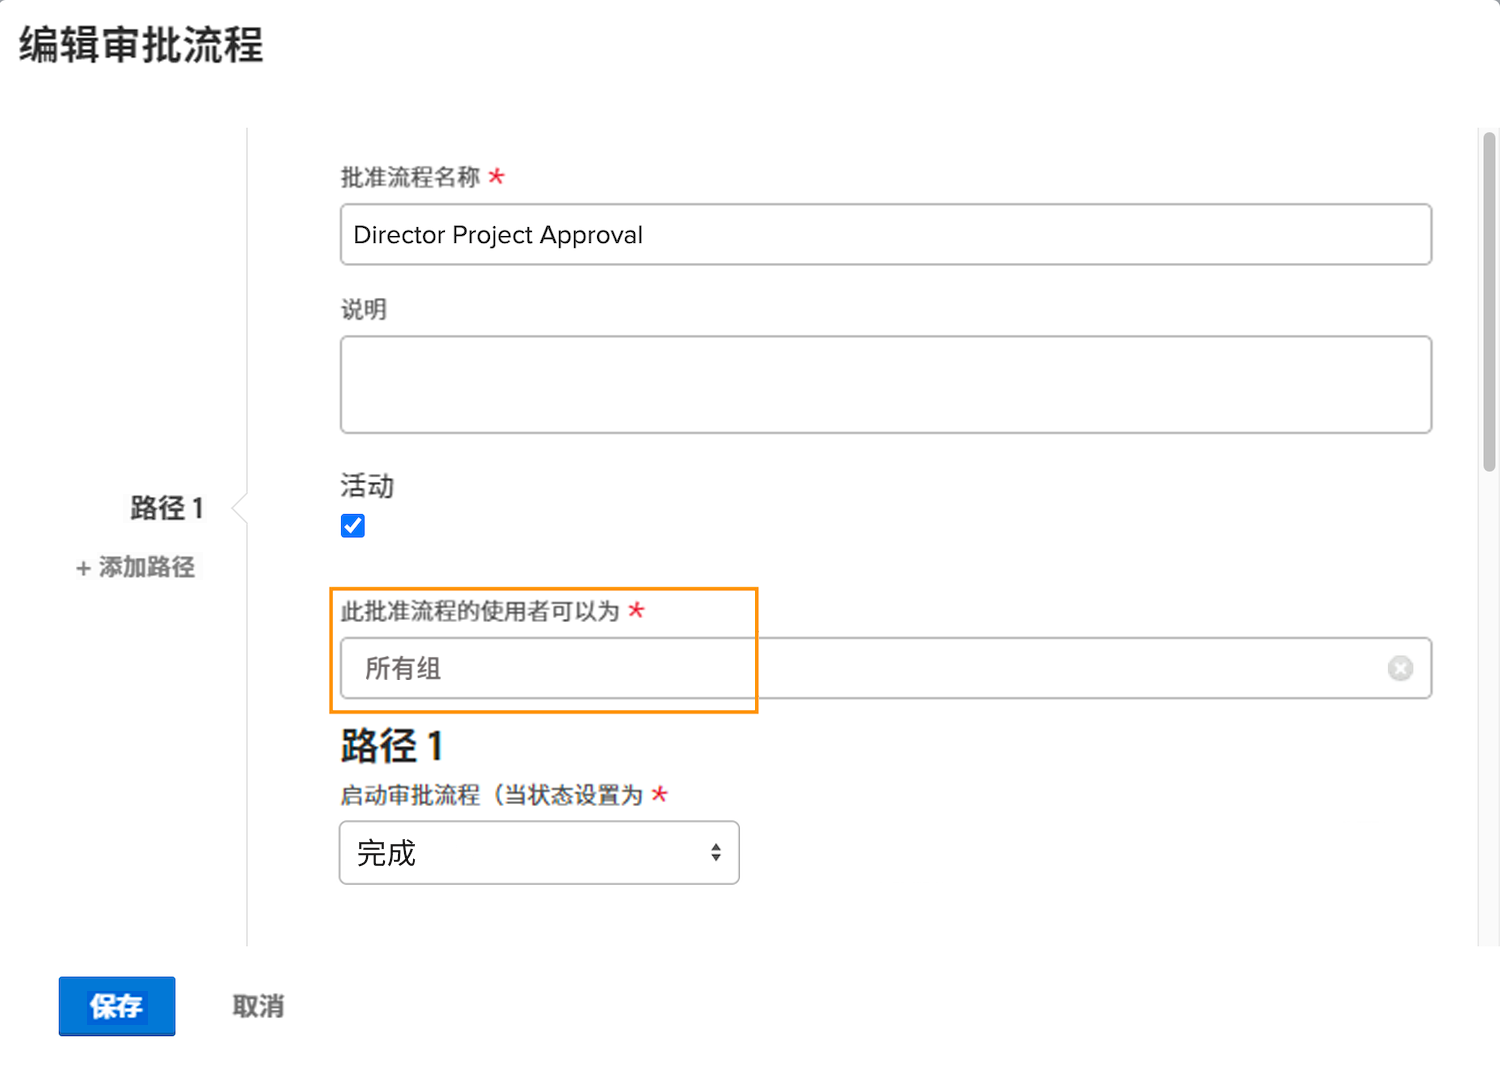 编辑审批流程
批准流程名称 *
Director Project Approval
说明
活动
路径 1
+ 添加路径
此批准流程的使用者可以为 *
所有组
路径 1
启动审批流程（当状态设置为 *
完成
保存
取消